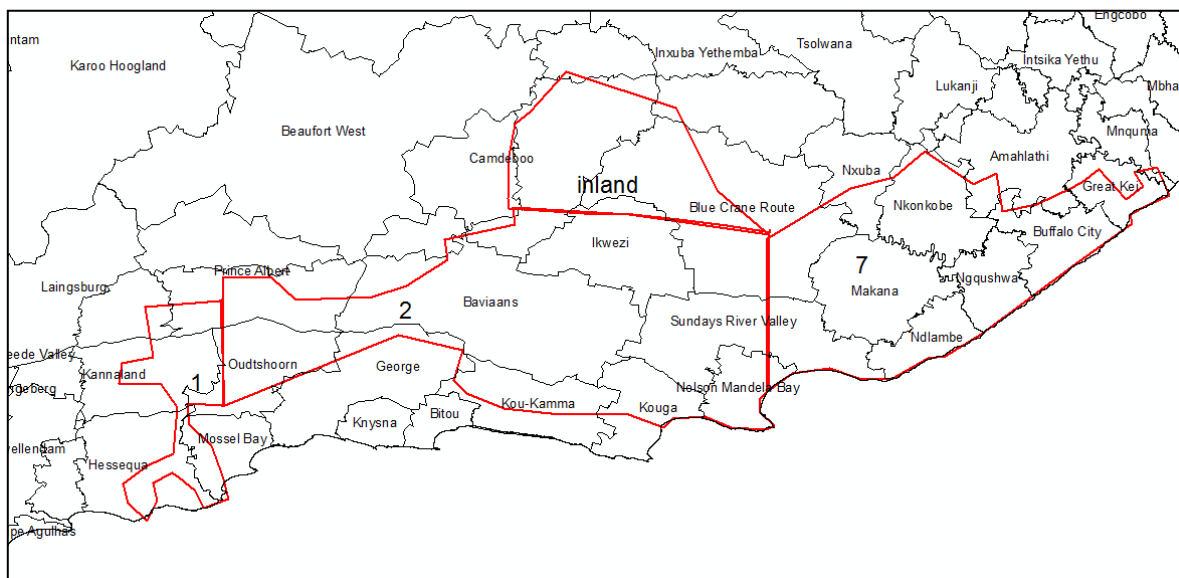 Engcobo
ntam
Tsolwana
Inxuba Yethemba
Karoo Hoogland
Intsika Yethu
Lukanji
Mbha
Beaufort West
Mnquma
Camdeboo
Amahlathi
Nxuba
inland
Great Kei
Nkonkobe
Blue Crane Route
Buffalo City
Ikwezi
7
Prince Albert
Ngqushwa
Laingsburg
Makana
Baviaans
2
Sundays River Valley
Ndlambe
eede Valley
Oudtshoorn
George
Kannaland
1
Nelson Mandela Bay
ngeberg
Kou-Kamma
Kouga
Bitou
Knysna
Mossel Bay
vellendam
Hessequa
pe Agulhas